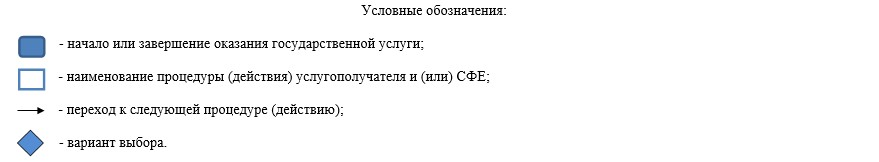 Условные обозначения:
- начало или завершение оказания государственной услуги;
- наименование процедуры (действия) услугополучателя и (или) СФЕ;
- переход к следующей процедуре (действию);
- вариант выбора.